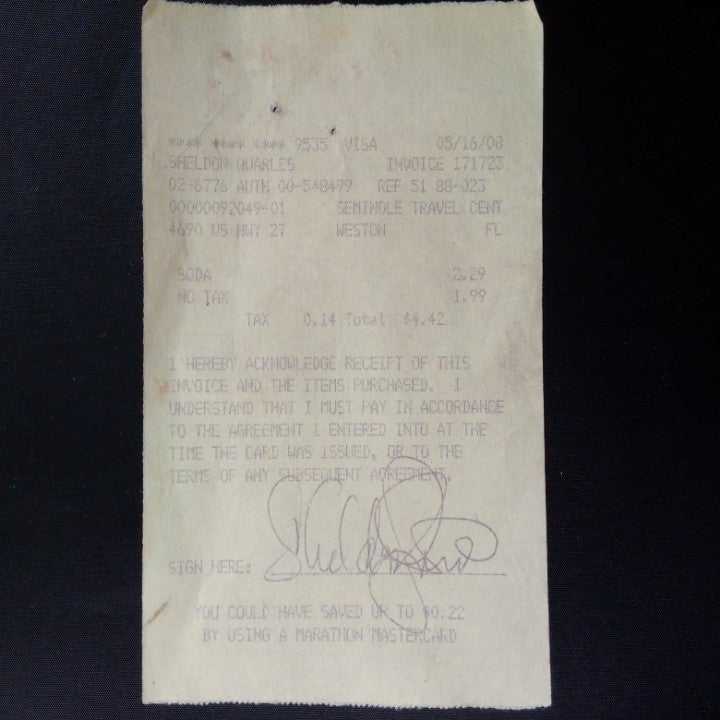 **** **** **** 9535 VISA 05/16/08
SHELDON QUARLES INVOICE 171723
02-6776 AUTH 00-548499 REF 51 88-023
00000092049-01 SEMINOLE TRAVEL CENT
4690 US HWY 27 WESTON FL
SODA 2.29
NO TAX 1.99
TAX 0.14 Total $4.42
I HEREBY ACKNOWLEDGE RECEIPT OF THIS
INVOICE AND THE ITEMS PURCHASED. I
UNDERSTAND THAT I MUST PAY IN ACCORDANCE
TO THE AGREEMENT I ENTERED INTO AT THE
TIME THE CARD WAS ISSUED, OR TO THE
TERMS OF ANY SUBSEQUENT AGREEMENT.
SIGN HERE:
YOU COULD HAVE SAVED UP TO $0.22
BY USING A MARATHON MASTERCARD